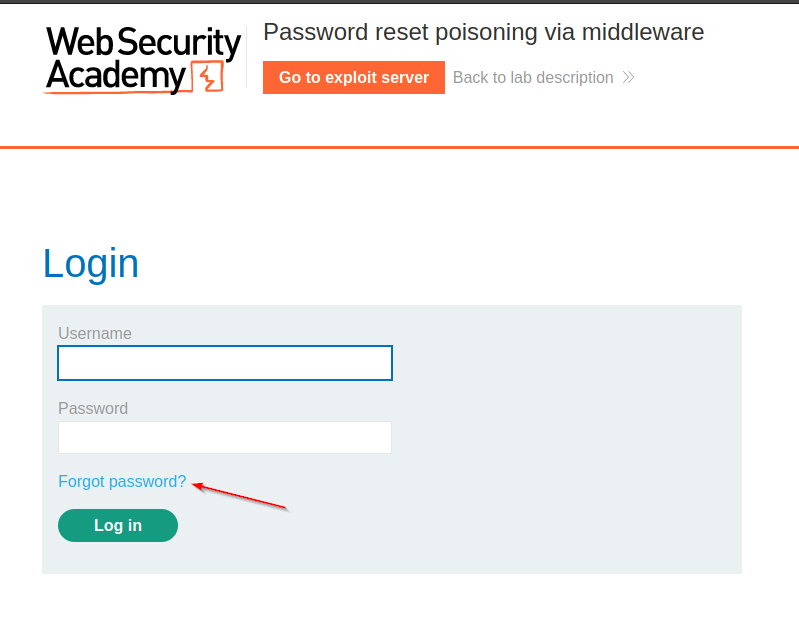 Web Security
Academy
Password reset poisoning via middleware
Go to exploit server
Back to lab description
Login
Username
Password
Forgot password?
Log in